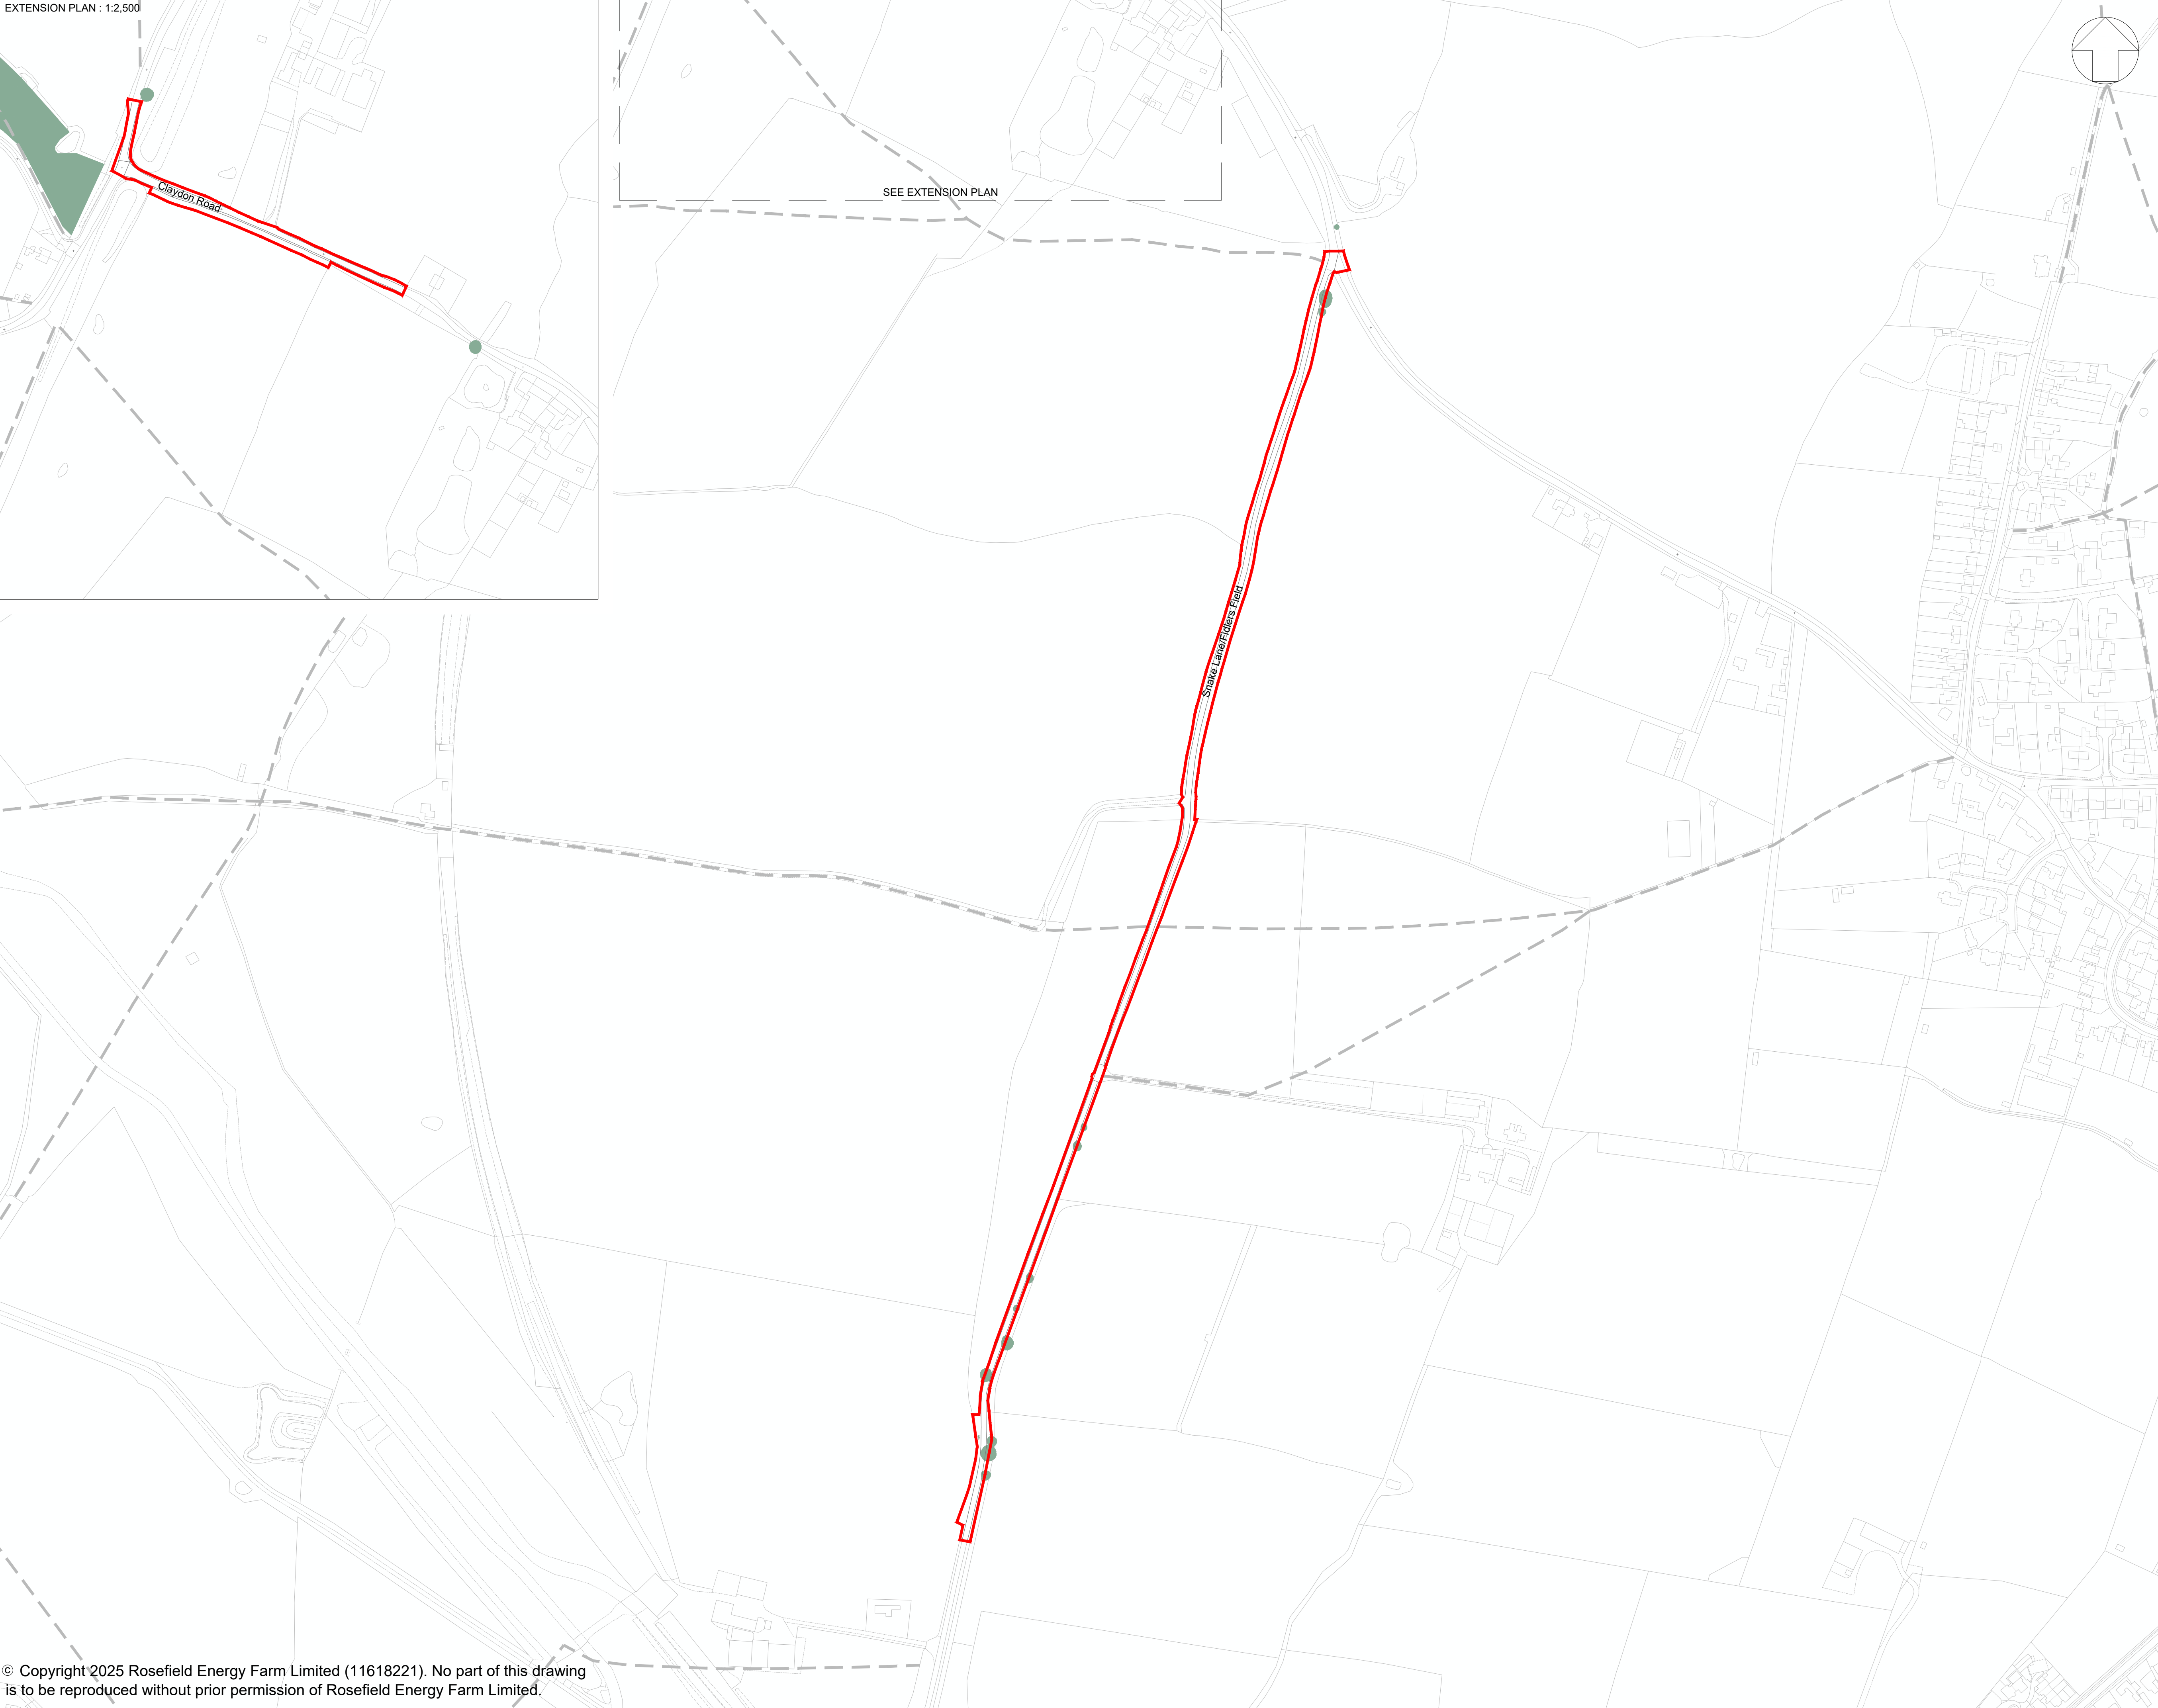 EXTENSION PLAN : 1:2,500
SEE EXTENSION PLAN
Claydon Road
Snake Lane/Fidlers Field
© Copyright 2025 Rosefield Energy Farm Limited (11618221). No part of this drawing
is to be reproduced without prior permission of Rosefield Energy Farm Limited.